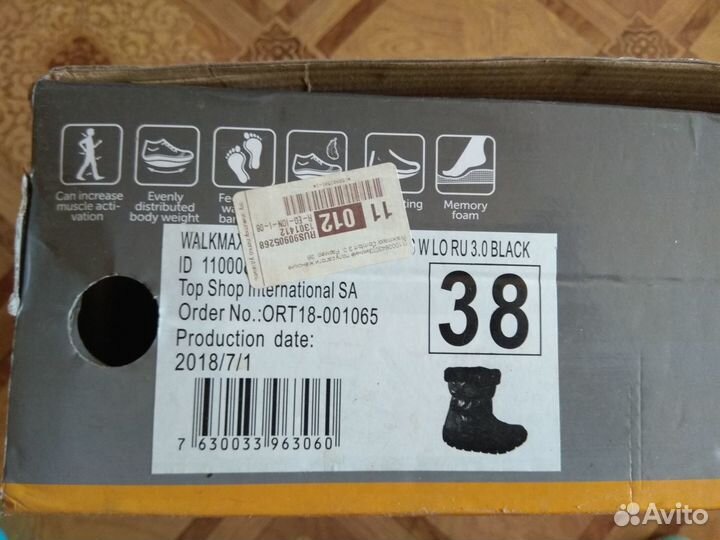 Can increase
muscle acti-
vation
Evenly
distributed
body weight
Memory
foam
11 012
1301412
RUS90905268
WALKMAX
W LO RU 3.0 BLACK
ID 11000
Top Shop International SA
Order No.:ORT18-001065
Production date:
2018/7/1
38
7 630033 963060
Avito